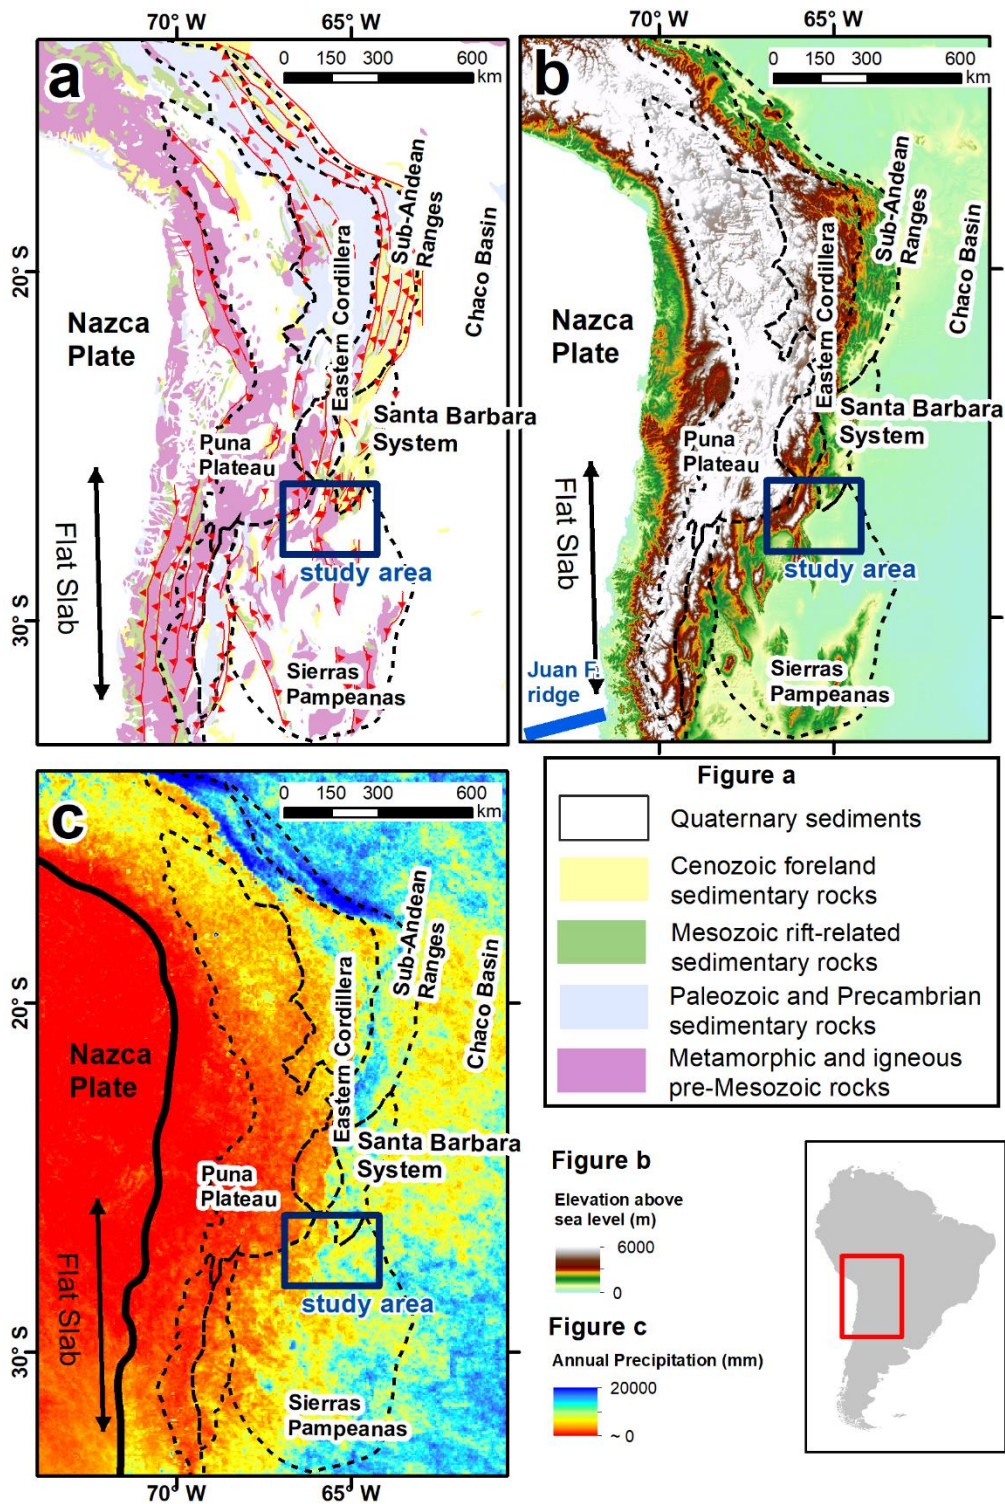 70° W
65° W
70° W
65° W
a
0
150
300
600
km
Sub-Andean
Ranges
Chaco Basin
20° S
Nazca
Plate
Eastern Cordillera
Santa Barbara
System
Puna
Plateau
Flat Slab
study area
30° S
Sierras
Pampeanas
b
0
150
300
600
km
Sub-Andean
Ranges
Chaco Basin
Nazca
Plate
Eastern Cordillera
Santa Barbara
System
Puna
Plateau
Flat Slab
study area
Juan F.
ridge
Sierras
Pampeanas
Figure a
Quaternary sediments
Cenozoic foreland
sedimentary rocks
Mesozoic rift-related
sedimentary rocks
Paleozoic and Precambrian
sedimentary rocks
Metamorphic and igneous
pre-Mesozoic rocks
c
0
150
300
600
km
Sub-Andean
Ranges
Chaco Basin
20° S
Nazca
Plate
Eastern Cordillera
Santa Barbara
System
Puna
Plateau
Flat Slab
study area
30° S
Sierras
Pampeanas
70° W
65° W
Figure b
Elevation above
sea level (m)
6000
0
Figure c
Annual Precipitation (mm)
20000
~ 0